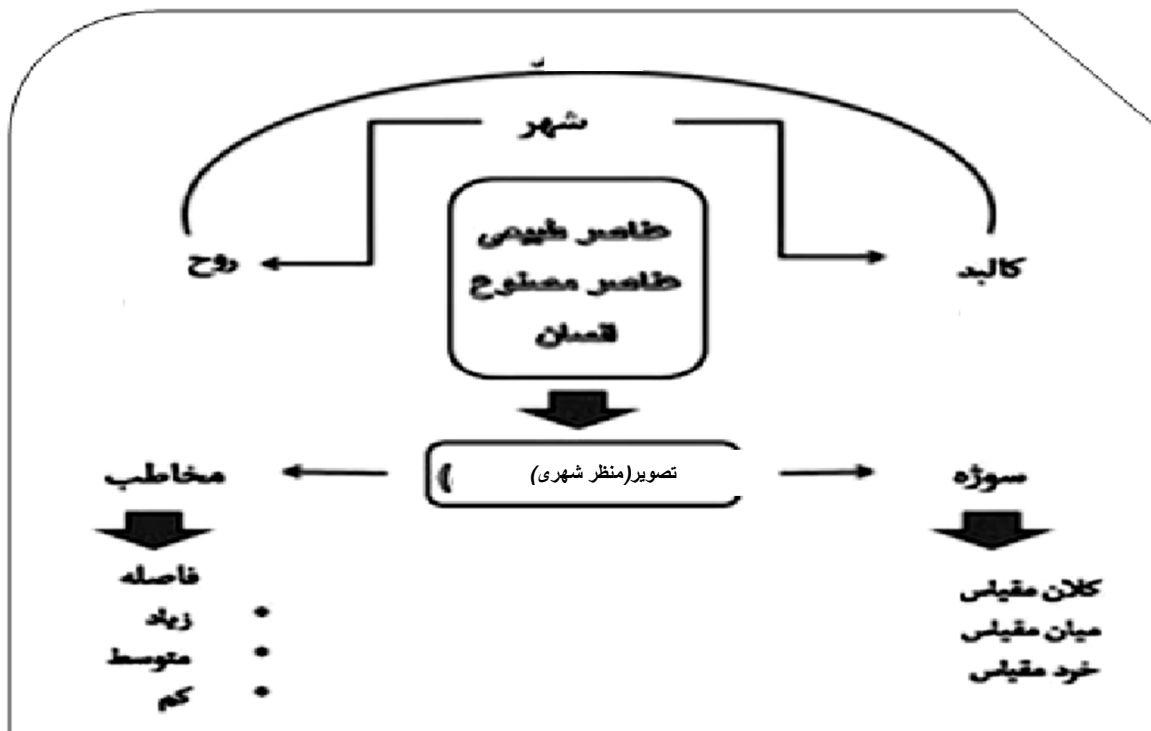 شهر
کالبد
روح
عناصر طبیعی
عناصر مصنوع
انسان
سوژه
تصویر(منظر شهری)
مخاطب
کلان مقیاس
میان مقیاس
خرد مقیاس
فاصله
• زیاد
• متوسط
• کم